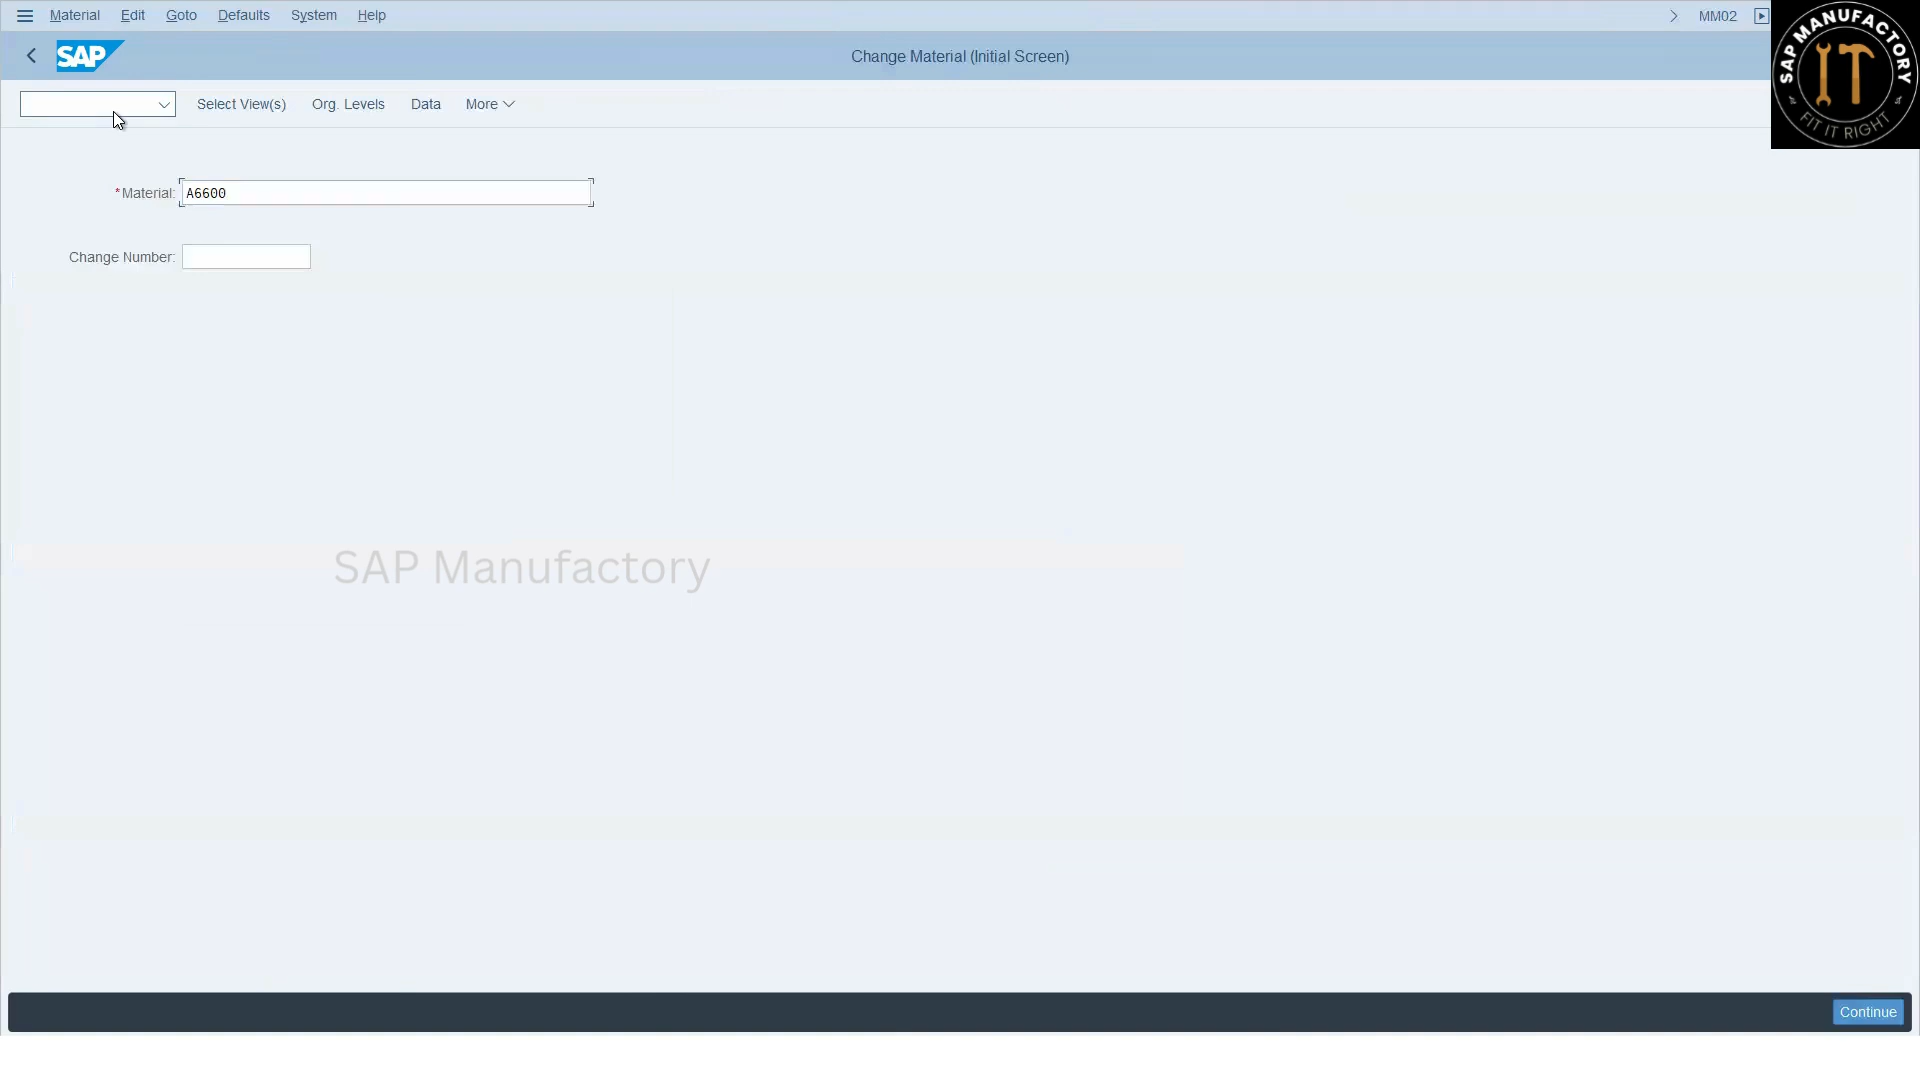 Material Edit Goto Defaults System Help MM02
SAP Change Material (Initial Screen)
Select View(s) Org. Levels Data More
*Material: A6600
Change Number:
SAP Manufactory
Continue
SAP MANUFACTORY
IT
FIT IT RIGHT